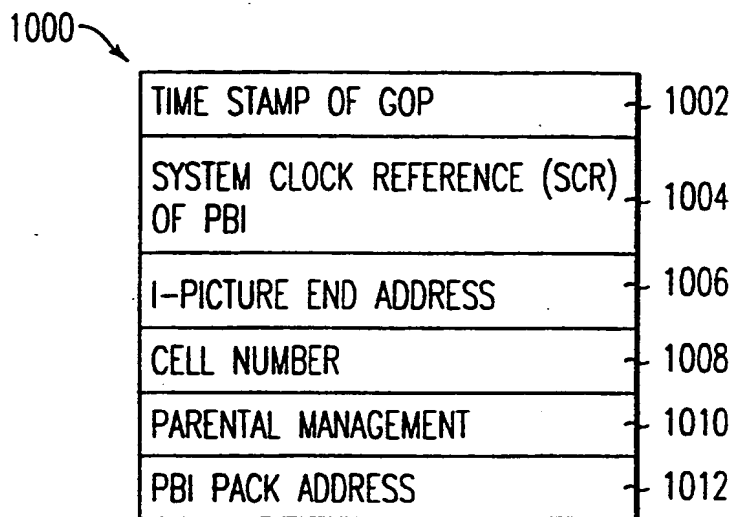 1000
TIME STAMP OF GOP 1002
SYSTEM CLOCK REFERENCE (SCR) 1004
OF PBI
I-PICTURE END ADDRESS 1006
CELL NUMBER 1008
PARENTAL MANAGEMENT 1010
PBI PACK ADDRESS 1012